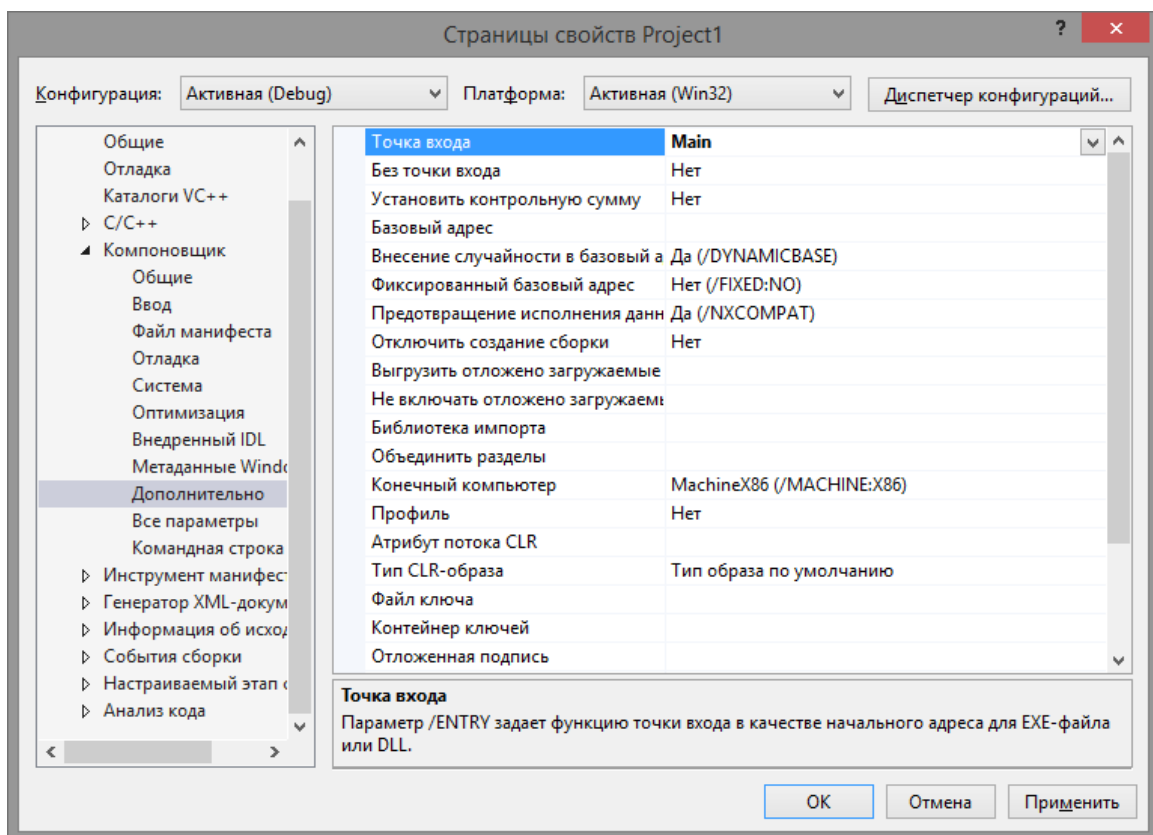 Страницы свойств Project1
?
Конфигурация: Активная (Debug) Платформа: Активная (Win32) Диспетчер конфигураций...
Общие
Отладка
Каталоги VC++
C/C++
Компоновщик
Общие
Ввод
Файл манифеста
Отладка
Система
Оптимизация
Внедренный IDL
Метаданные Windo
Дополнительно
Все параметры
Командная строка
Инструмент манифест
Генератор XML-докум
Информация об исход
События сборки
Настраиваемый этап с
Анализ кода
Точка входа Main
Без точки входа Нет
Установить контрольную сумму Нет
Базовый адрес
Внесение случайности в базовый а Да (/DYNAMICBASE)
Фиксированный базовый адрес Нет (/FIXED:NO)
Предотвращение исполнения данн Да (/NXCOMPAT)
Отключить создание сборки Нет
Выгрузить отложено загружаемые
Не включать отложено загружаемы
Библиотека импорта
Объединить разделы
Конечный компьютер MachineX86 (/MACHINE:X86)
Профиль Нет
Атрибут потока CLR
Тип CLR-образа Тип образа по умолчанию
Файл ключа
Контейнер ключей
Отложенная подпись
Точка входа
Параметр /ENTRY задает функцию точки входа в качестве начального адреса для EXE-файла
или DLL.
ОК Отмена Применить